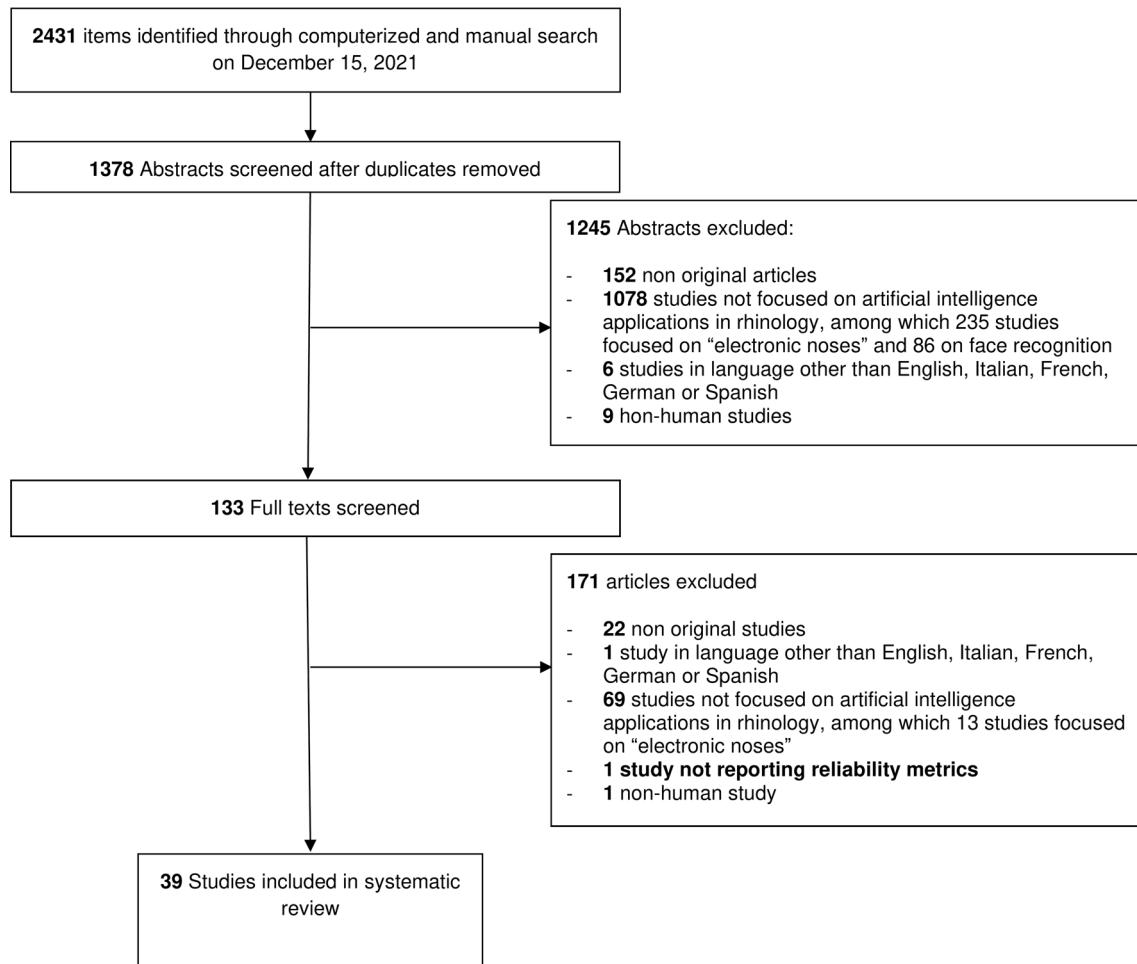 2431 items identified through computerized and manual search
on December 15, 2021
1378 Abstracts screened after duplicates removed
1245 Abstracts excluded:
- 152 non original articles
- 1078 studies not focused on artificial intelligence
applications in rhinology, among which 235 studies
focused on “electronic noses” and 86 on face recognition
- 6 studies in language other than English, Italian, French,
German or Spanish
- 9 hon-human studies
133 Full texts screened
171 articles excluded
- 22 non original studies
- 1 study in language other than English, Italian, French,
German or Spanish
- 69 studies not focused on artificial intelligence
applications in rhinology, among which 13 studies focused
on “electronic noses”
- 1 study not reporting reliability metrics
- 1 non-human study
39 Studies included in systematic
review